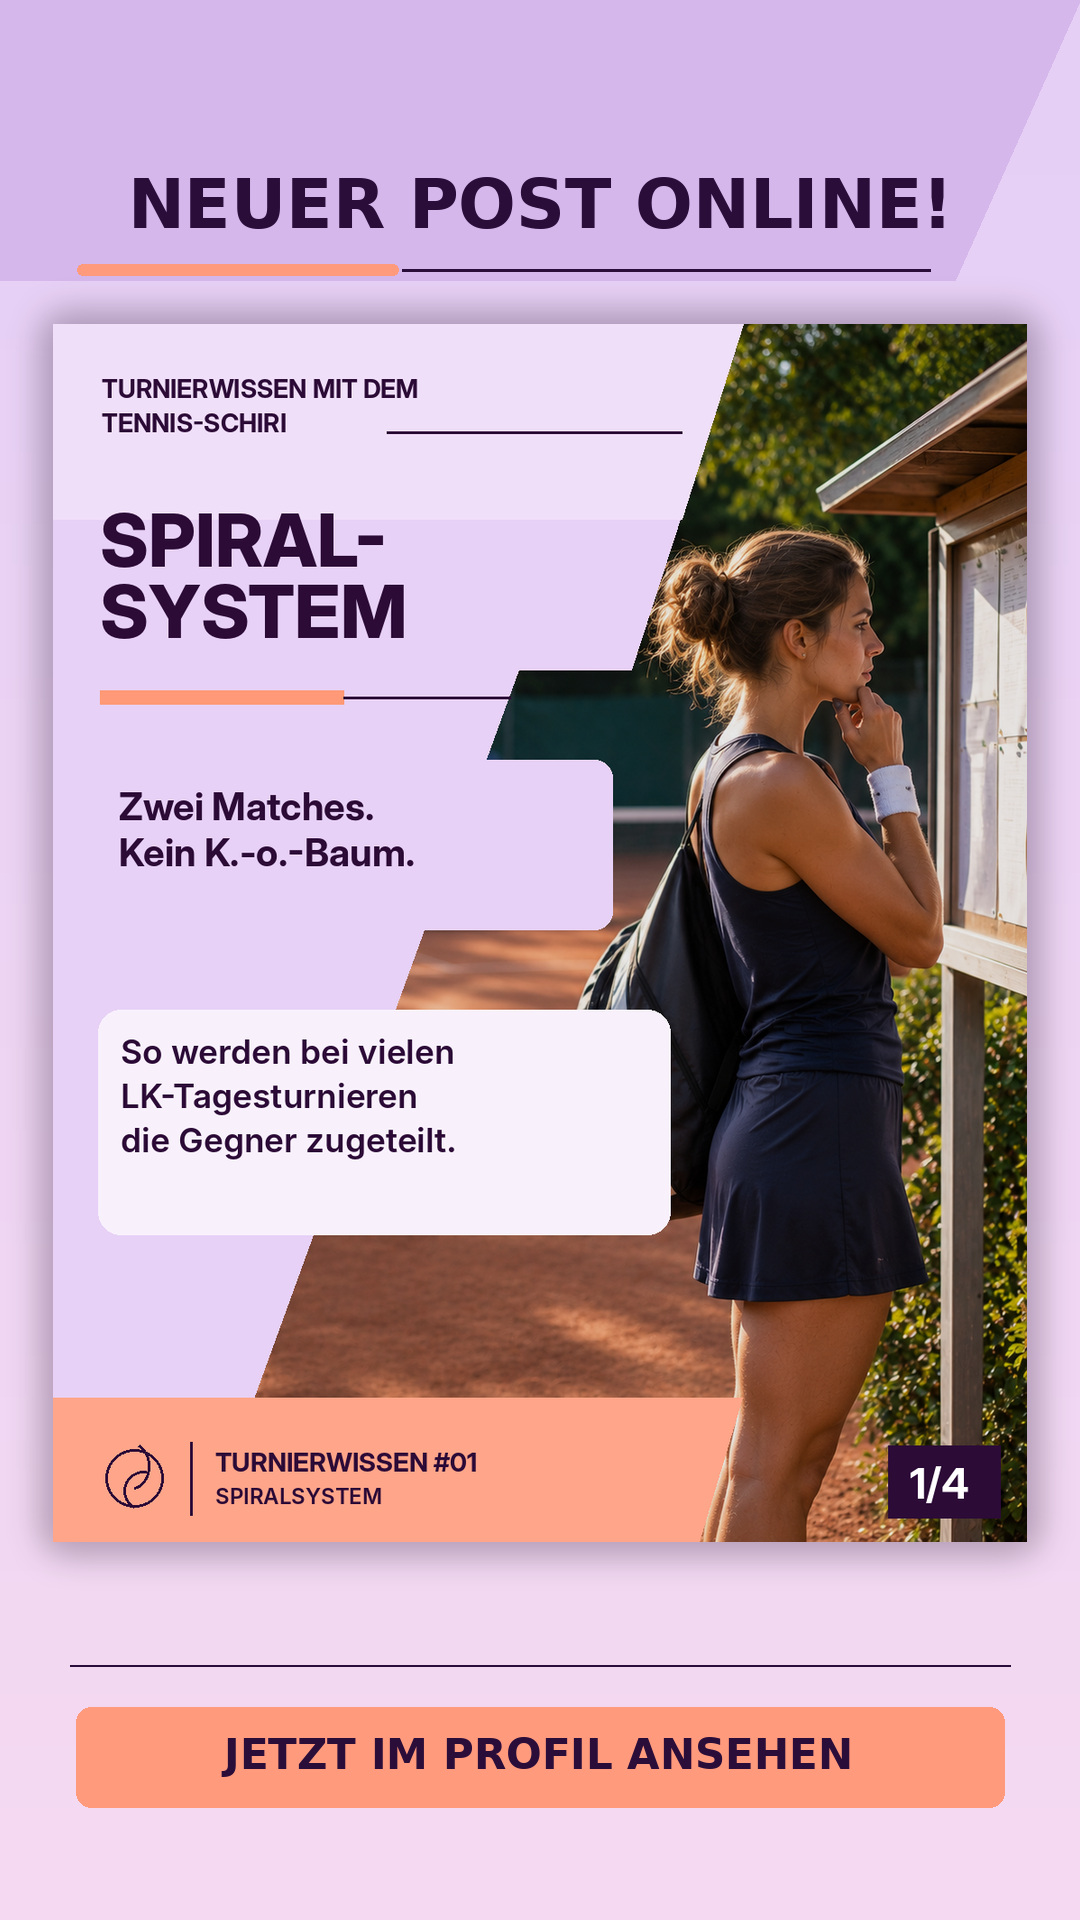 NEUER POST ONLINE!
TURNIERWISSEN MIT DEM
TENNIS-SCHIRI
SPIRAL-
SYSTEM
Zwei Matches.
Kein K.-o.-Baum.
So werden bei vielen
LK-Tagesturnieren
die Gegner zugeteilt.
TURNIERWISSEN #01
SPIRALSYSTEM
1/4
JETZT IM PROFIL ANSEHEN